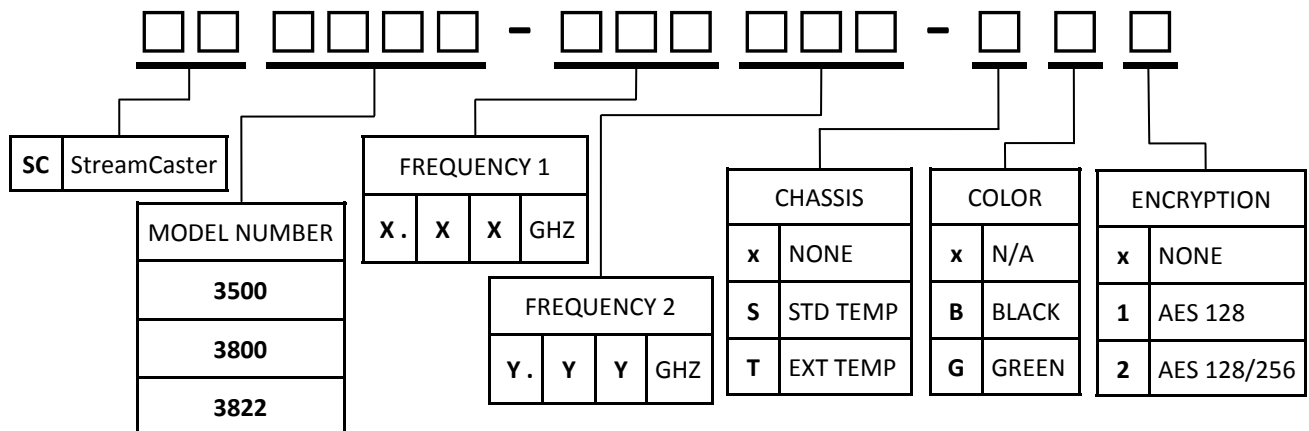 - -
SC StreamCaster
MODEL NUMBER
3500
3800
3822
FREQUENCY 1
X. X X GHZ
FREQUENCY 2
Y. Y Y GHZ
CHASSIS
x NONE
S STD TEMP
T EXT TEMP
COLOR
x N/A
B BLACK
G GREEN
ENCRYPTION
x NONE
1 AES 128
2 AES 128/256